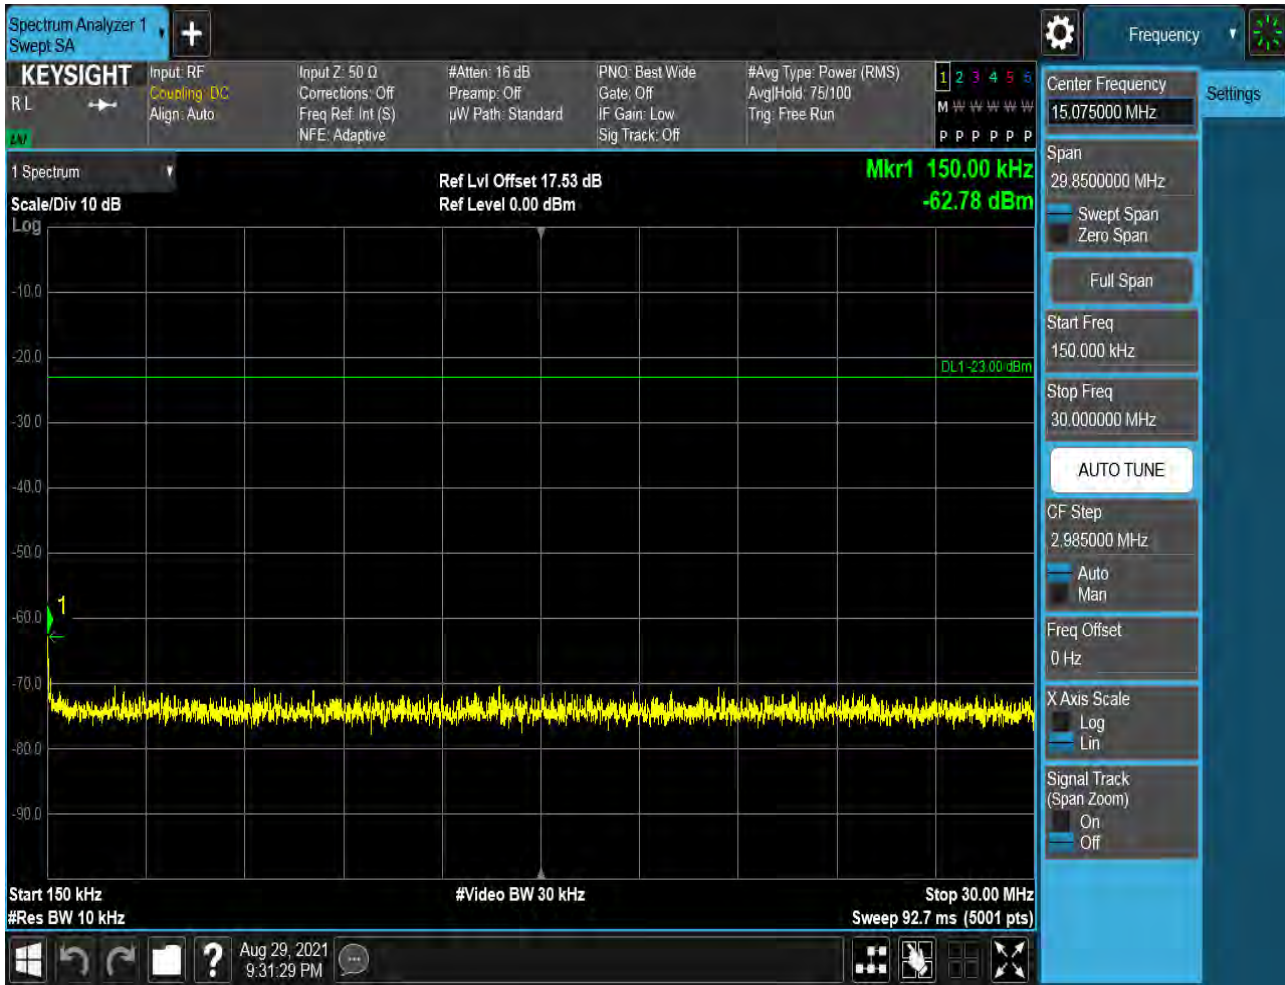 Spectrum Analyzer 1
Swept SA
+
Frequency
KEYSIGHT
RL
LNI
Input: RF
Coupling: DC
Align: Auto
Input Z: 50 Ω
Corrections: Off
Freq Ref: Int (S)
NFE: Adaptive
#Atten: 16 dB
Preamp: Off
µW Path: Standard
PNO: Best Wide
Gate: Off
IF Gain: Low
Sig Track: Off
#Avg Type: Power (RMS)
Avg|Hold: 75/100
Trig: Free Run
1 2 3 4 5 6
M W W W W W
P P P P P P
1 Spectrum
Scale/Div 10 dB
Log
Ref Lvl Offset 17.53 dB
Ref Level 0.00 dBm
Mkr1 150.00 kHz
-62.78 dBm
-10.0
-20.0
DL1 -23.00 dBm
-30.0
-40.0
-50.0
1
-60.0
-70.0
-80.0
-90.0
Start 150 kHz
#Video BW 30 kHz
Stop 30.00 MHz
#Res BW 10 kHz
Sweep 92.7 ms (5001 pts)
?
Aug 29, 2021
9:31:29 PM
Center Frequency
15.075000 MHz
Settings
Span
29.8500000 MHz
Swept Span
Zero Span
Full Span
Start Freq
150.000 kHz
Stop Freq
30.000000 MHz
AUTO TUNE
CF Step
2.985000 MHz
Auto
Man
Freq Offset
0 Hz
X Axis Scale
Log
Lin
Signal Track
(Span Zoom)
On
Off